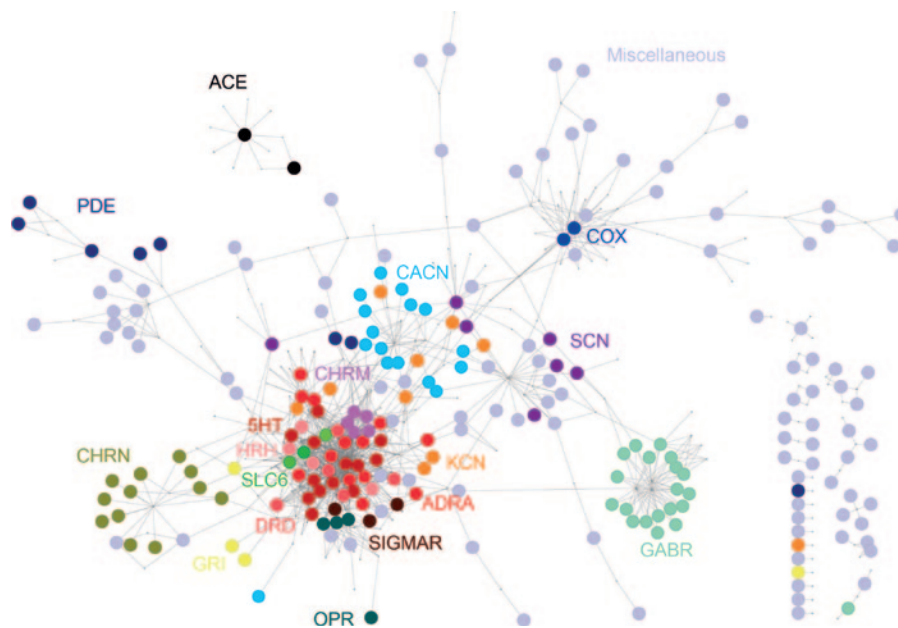 Miscellaneous
ACE
PDE
COX
CACN
SCN
CHRM
5HT
HRH
CHRN
SLC6
KCN
ADRA
DRD
SIGMAR
GABR
GRI
OPR